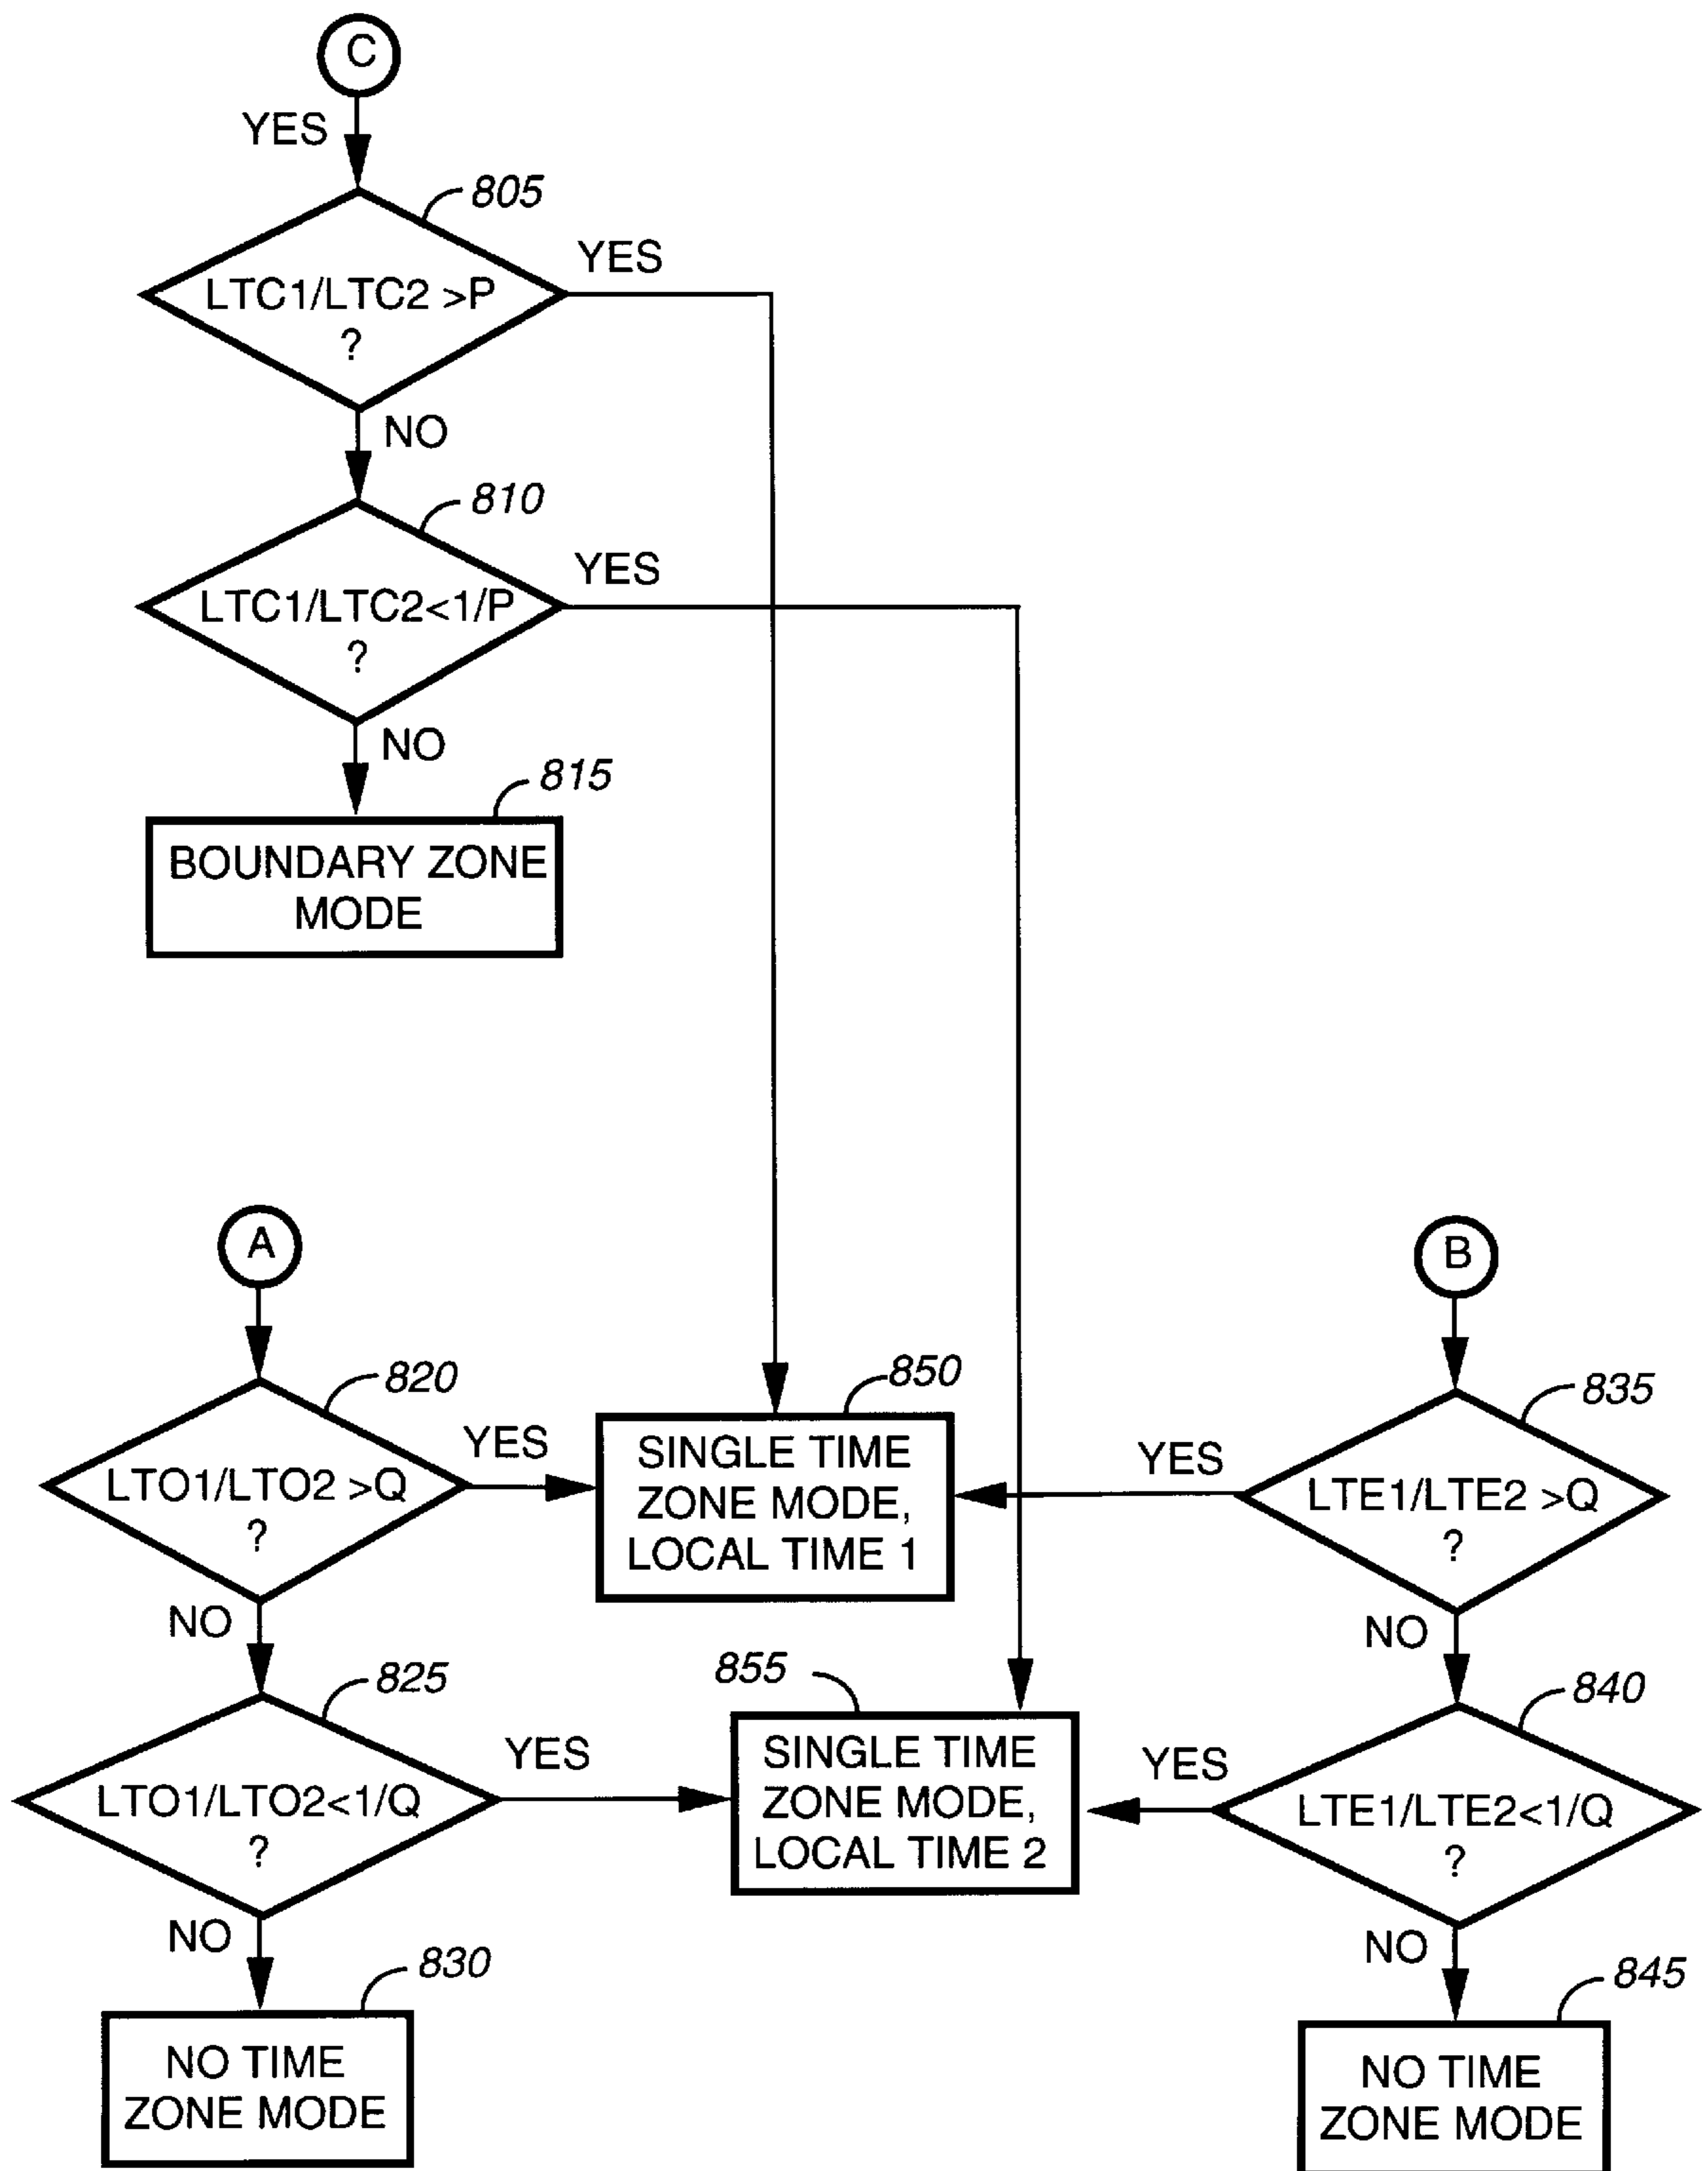 C
YES
805
LTC1/LTC2 >P
?
YES
NO
810
LTC1/LTC2<1/P
?
YES
NO
815
BOUNDARY ZONE
MODE
A
820
LTO1/LTO2 >Q
?
YES
NO
825
LTO1/LTO2<1/Q
?
YES
NO
830
NO TIME
ZONE MODE
850
SINGLE TIME
ZONE MODE,
LOCAL TIME 1
855
SINGLE TIME
ZONE MODE,
LOCAL TIME 2
B
835
YES
LTE1/LTE2 >Q
?
NO
840
YES
LTE1/LTE2<1/Q
?
NO
845
NO TIME
ZONE MODE